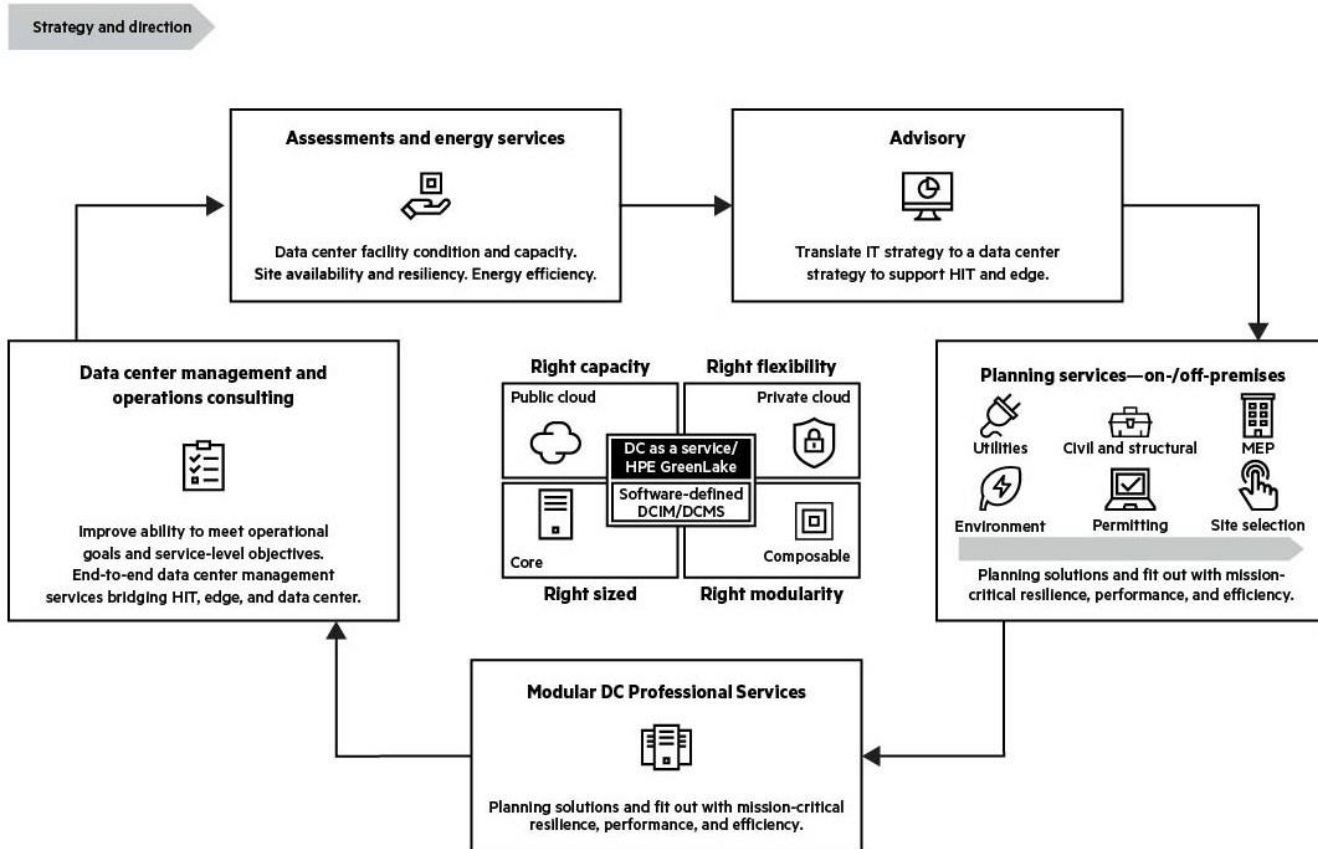 Strategy and direction
Assessments and energy services
Data center facility condition and capacity.
Site availability and resiliency. Energy efficiency.
Advisory
Translate IT strategy to a data center
strategy to support HIT and edge.
Data center management and
operations consulting
Improve ability to meet operational
goals and service-level objectives.
End-to-end data center management
services bridging HIT, edge, and data center.
Right capacity
Right flexibility
Public cloud
Private cloud
DC as a service/
HPE GreenLake
Software-defined
DCIM/DCMS
Core
Composable
Right sized
Right modularity
Planning services—on-/off-premises
Utilities
Civil and structural
MEP
Environment
Permitting
Site selection
Planning solutions and fit out with mission-
critical resilience, performance, and efficiency.
Modular DC Professional Services
Planning solutions and fit out with mission-critical
resilience, performance, and efficiency.